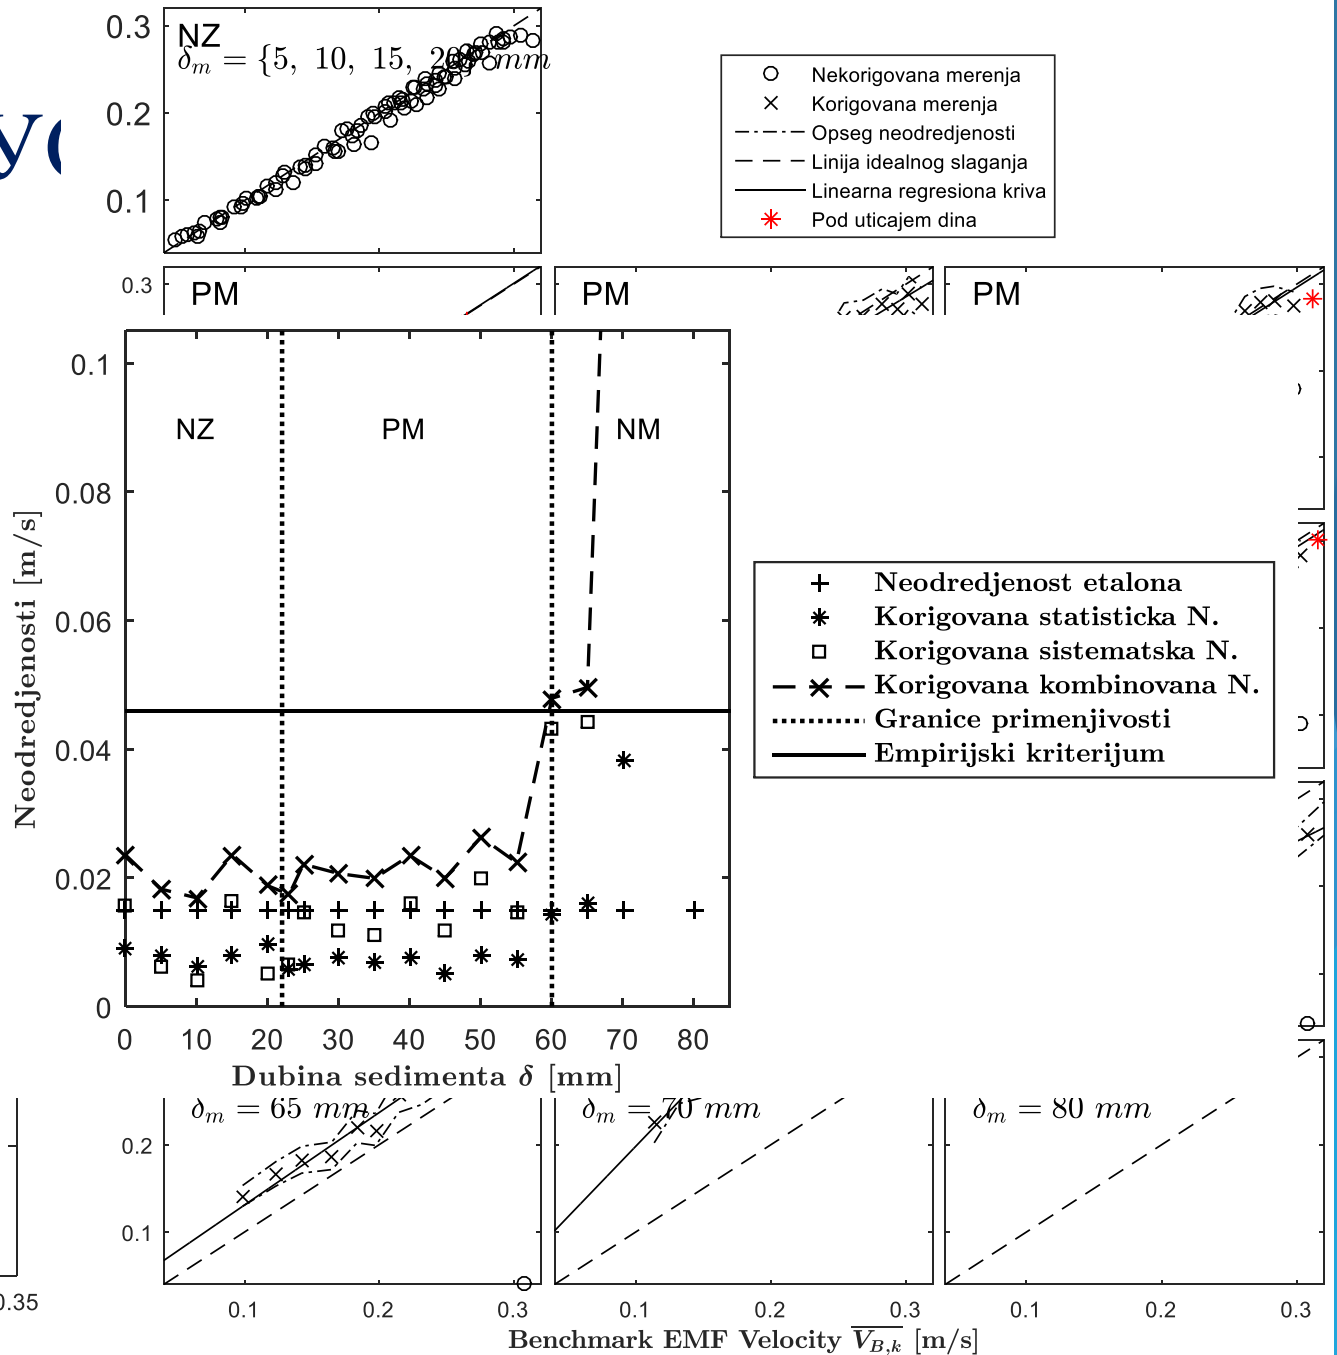 0.3
NZ
δm = {5, 10, 15, 20} mm
0.2
0.1
Nekorigovana merenja
Korigovana merenja
Opseg neodredjenosti
Linija idealnog slaganja
Linearna regresiona kriva
Pod uticajem dina
0.3
PM
PM
PM
0.1
0.08
0.06
0.04
0.02
0
Neodredjenosti [m/s]
NZ
PM
NM
0 10 20 30 40 50 60 70 80
Dubina sedimenta δ [mm]
Neodredjenost etalona
Korigovana statisticka N.
Korigovana sistematska N.
Korigovana kombinovana N.
Granice primenjivosti
Empirijski kriterijum
δm = 65 mm
δm = 70 mm
δm = 80 mm
0.2
0.1
0.35
0.1 0.2 0.3
0.1 0.2
0.1 0.2 0.3
Benchmark EMF Velocity V̅B,k [m/s]